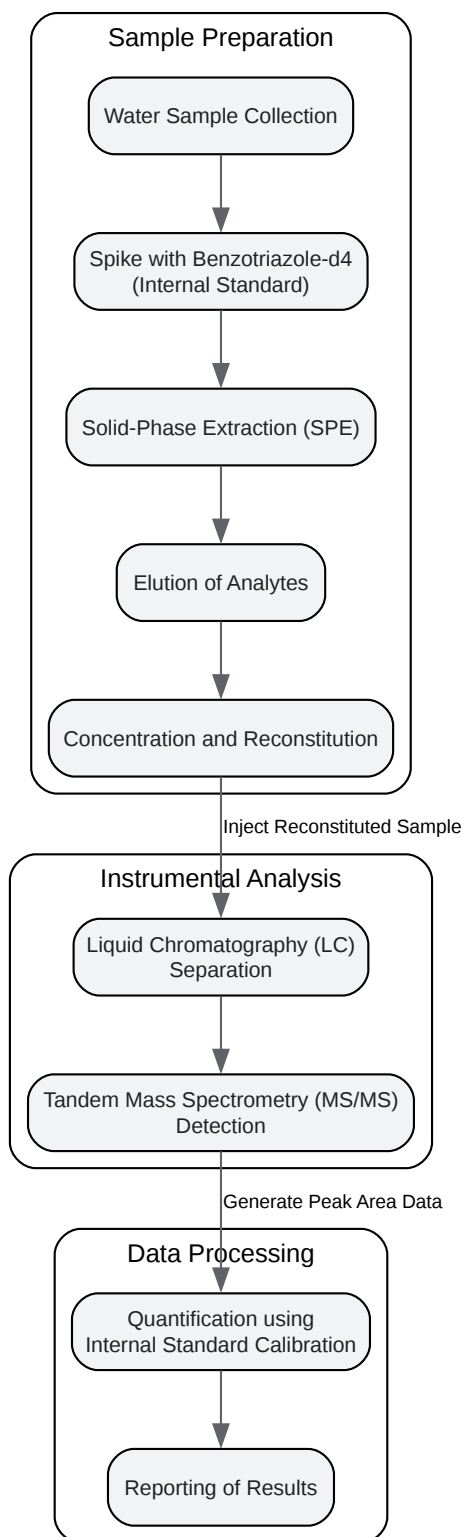 Sample Preparation
Water Sample Collection
Spike with Benzotriazole-d4
(Internal Standard)
Solid-Phase Extraction (SPE)
Elution of Analytes
Concentration and Reconstitution
Inject Reconstituted Sample
Instrumental Analysis
Liquid Chromatography (LC)
Separation
Tandem Mass Spectrometry (MS/MS)
Detection
Generate Peak Area Data
Data Processing
Quantification using
Internal Standard Calibration
Reporting of Results